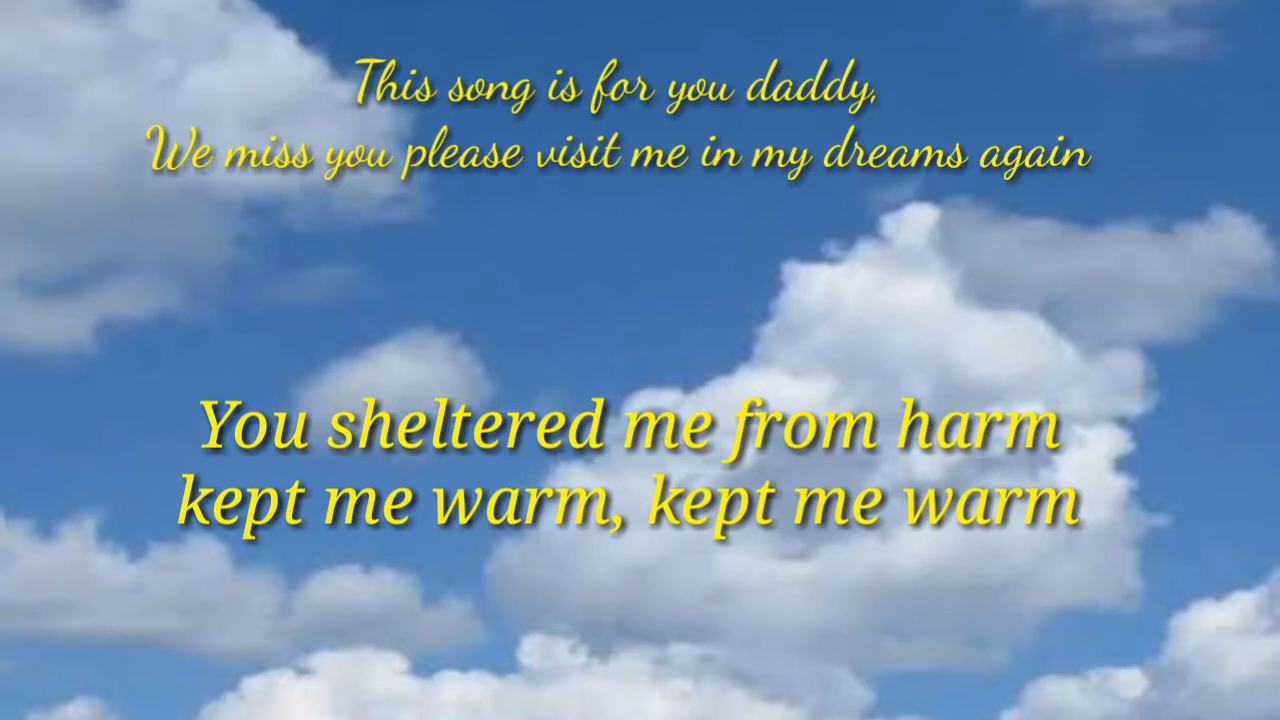 This song is for you daddy,
We miss you please visit me in my dreams again
You sheltered me from harm
kept me warm, kept me warm